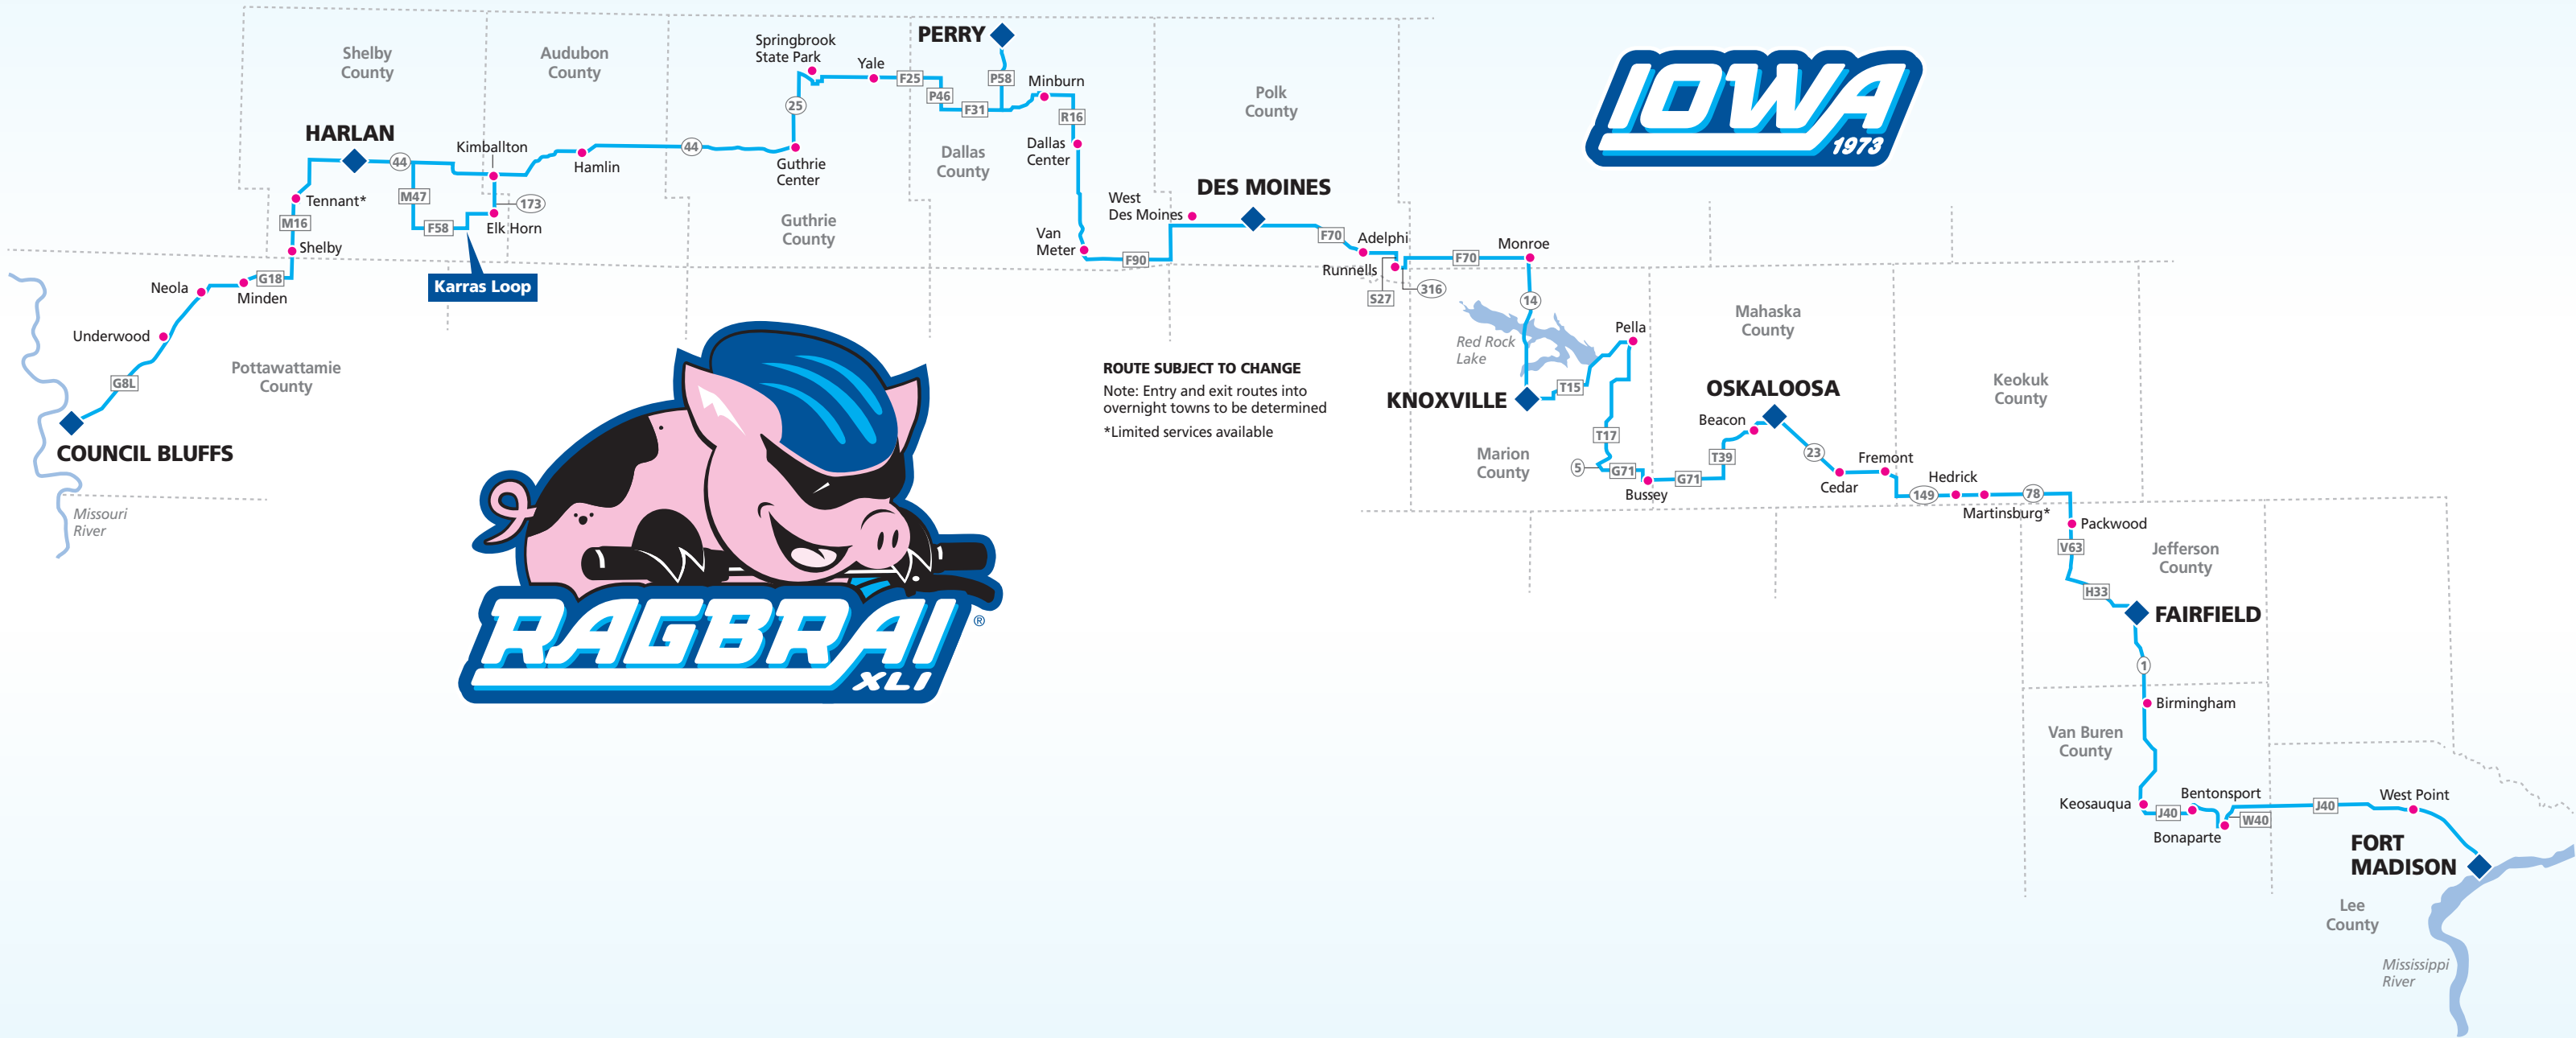 Shelby
County
Audubon
County
Springbrook
State Park
Yale
F25
PERRY
P58
P46
F31
Minburn
R16
25
Polk
County
IOWA
1973
HARLAN
44
Kimballton
Hamlin
44
Guthrie
Center
Dallas
County
Dallas
Center
Tennant*
M16
M47
F58
173
Elk Horn
Shelby
Guthrie
County
West
Des Moines
DES MOINES
Van
Meter
F90
F70
Adelphi
Runnells
S27
316
F70
Monroe
14
Karras Loop
Neola
G18
Minden
Underwood
G8L
Pottawattamie
County
COUNCIL BLUFFS
Missouri
River
ROUTE SUBJECT TO CHANGE
Note: Entry and exit routes into
overnight towns to be determined
*Limited services available
Red Rock
Lake
Pella
Mahaska
County
KNOXVILLE
T15
OSKALOOSA
Keokuk
County
Marion
County
T17
5
G71
Bussey
G71
T39
Beacon
23
Cedar
Fremont
149
Hedrick
Martinsburg*
78
Packwood
V63
Jefferson
County
H33
FAIRFIELD
1
Birmingham
RAGBRAI
®
XLI
Van Buren
County
Keosauqua
J40
Bentonsport
Bonaparte
W40
J40
West Point
FORT
MADISON
Lee
County
Mississippi
River